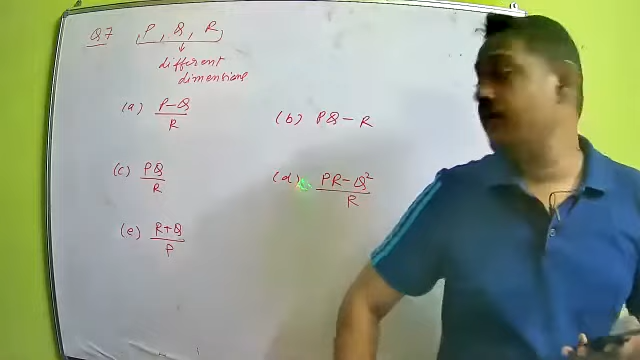 Q7 P, Q, R
different
dimensions
(a) P-Q/R
(b) PQ - R
(c) PQ/R
(d) PR-Q²/R
(e) R+Q/P